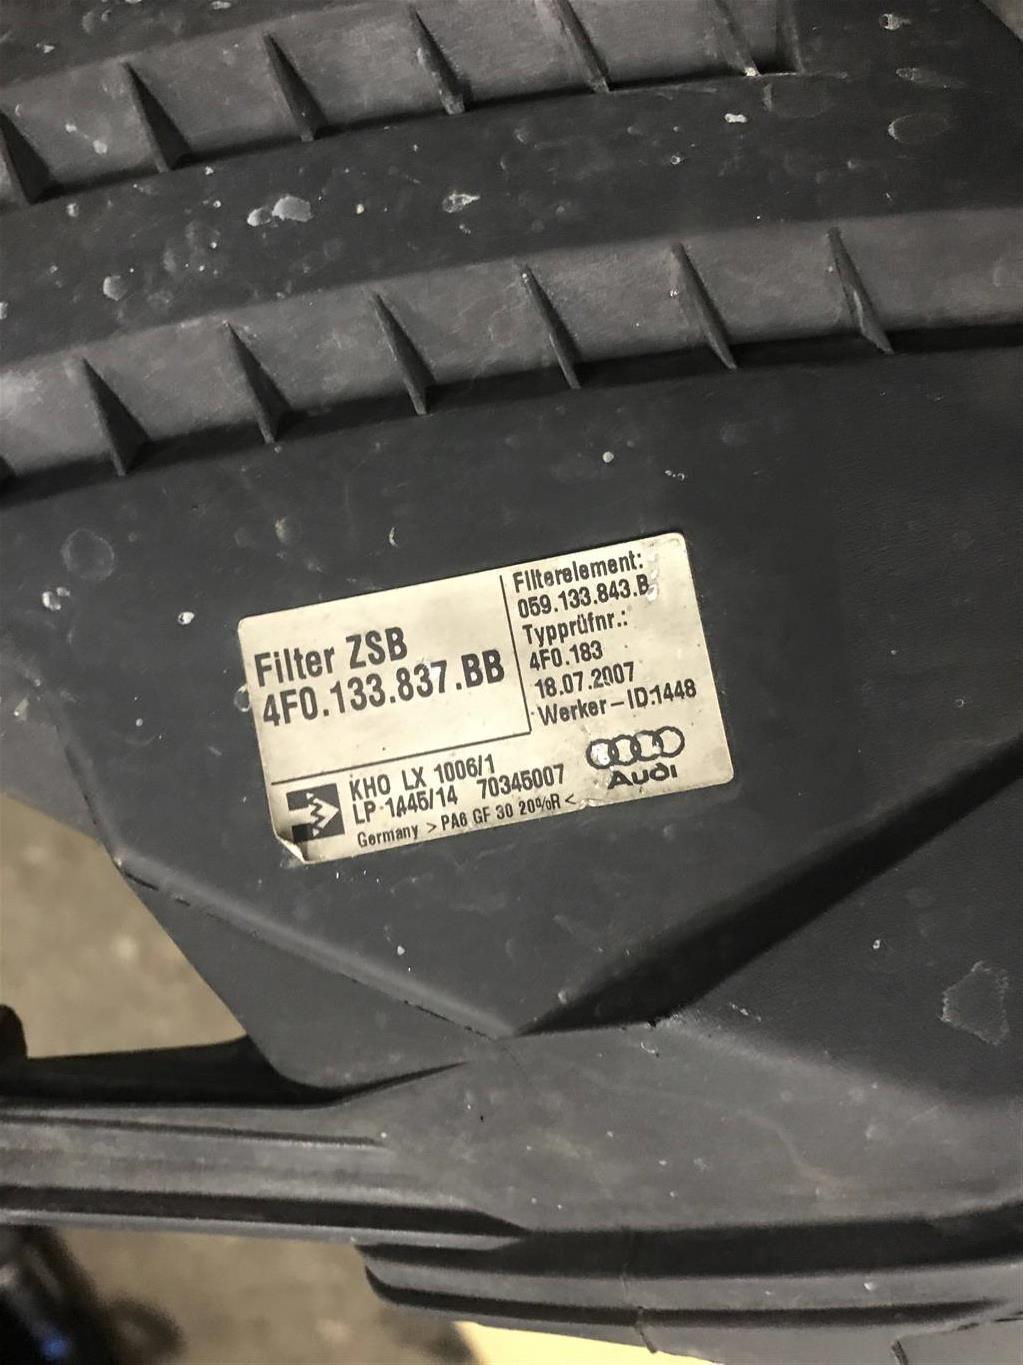 Filter ZSB
4F0.133.837.BB
Filterelement:
059.133.843.B
Typprüfnr.:
4F0.183
18.07.2007
Werker-ID:1448
KHO LX 1006/1
LP 1445/14 70345007
Germany >PA6 GF 30 20%R<
Audi